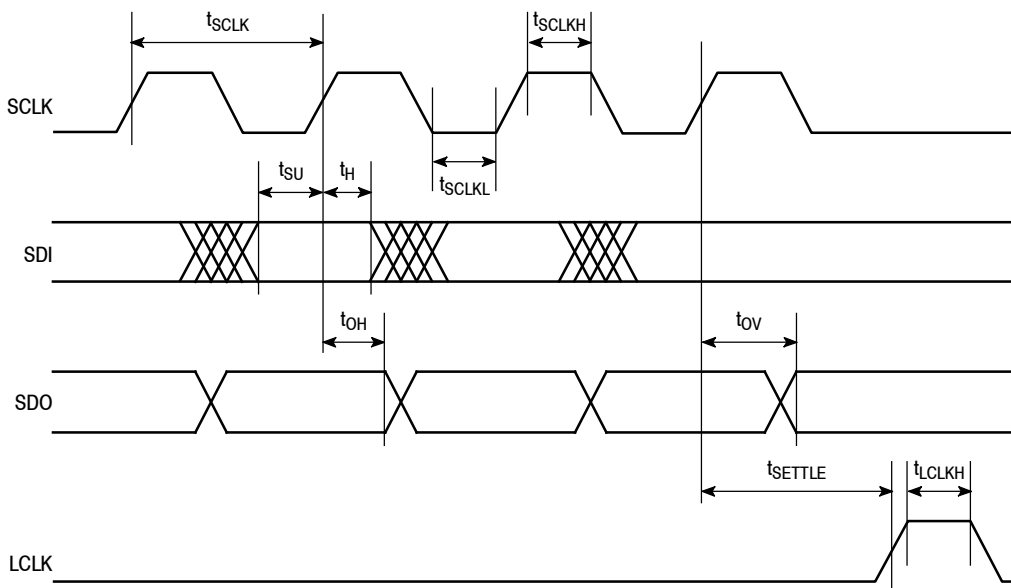 tSCLK
tSCLKH
SCLK
tSU
tH
tSCLKL
SDI
tOH
tOV
SDO
tSETTLE
tLCLKH
LCLK